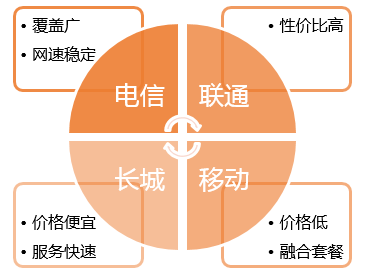 • 覆盖广
• 网速稳定
• 性价比高
电信
联通
长城
移动
• 价格便宜
• 服务快速
• 价格低
• 融合套餐